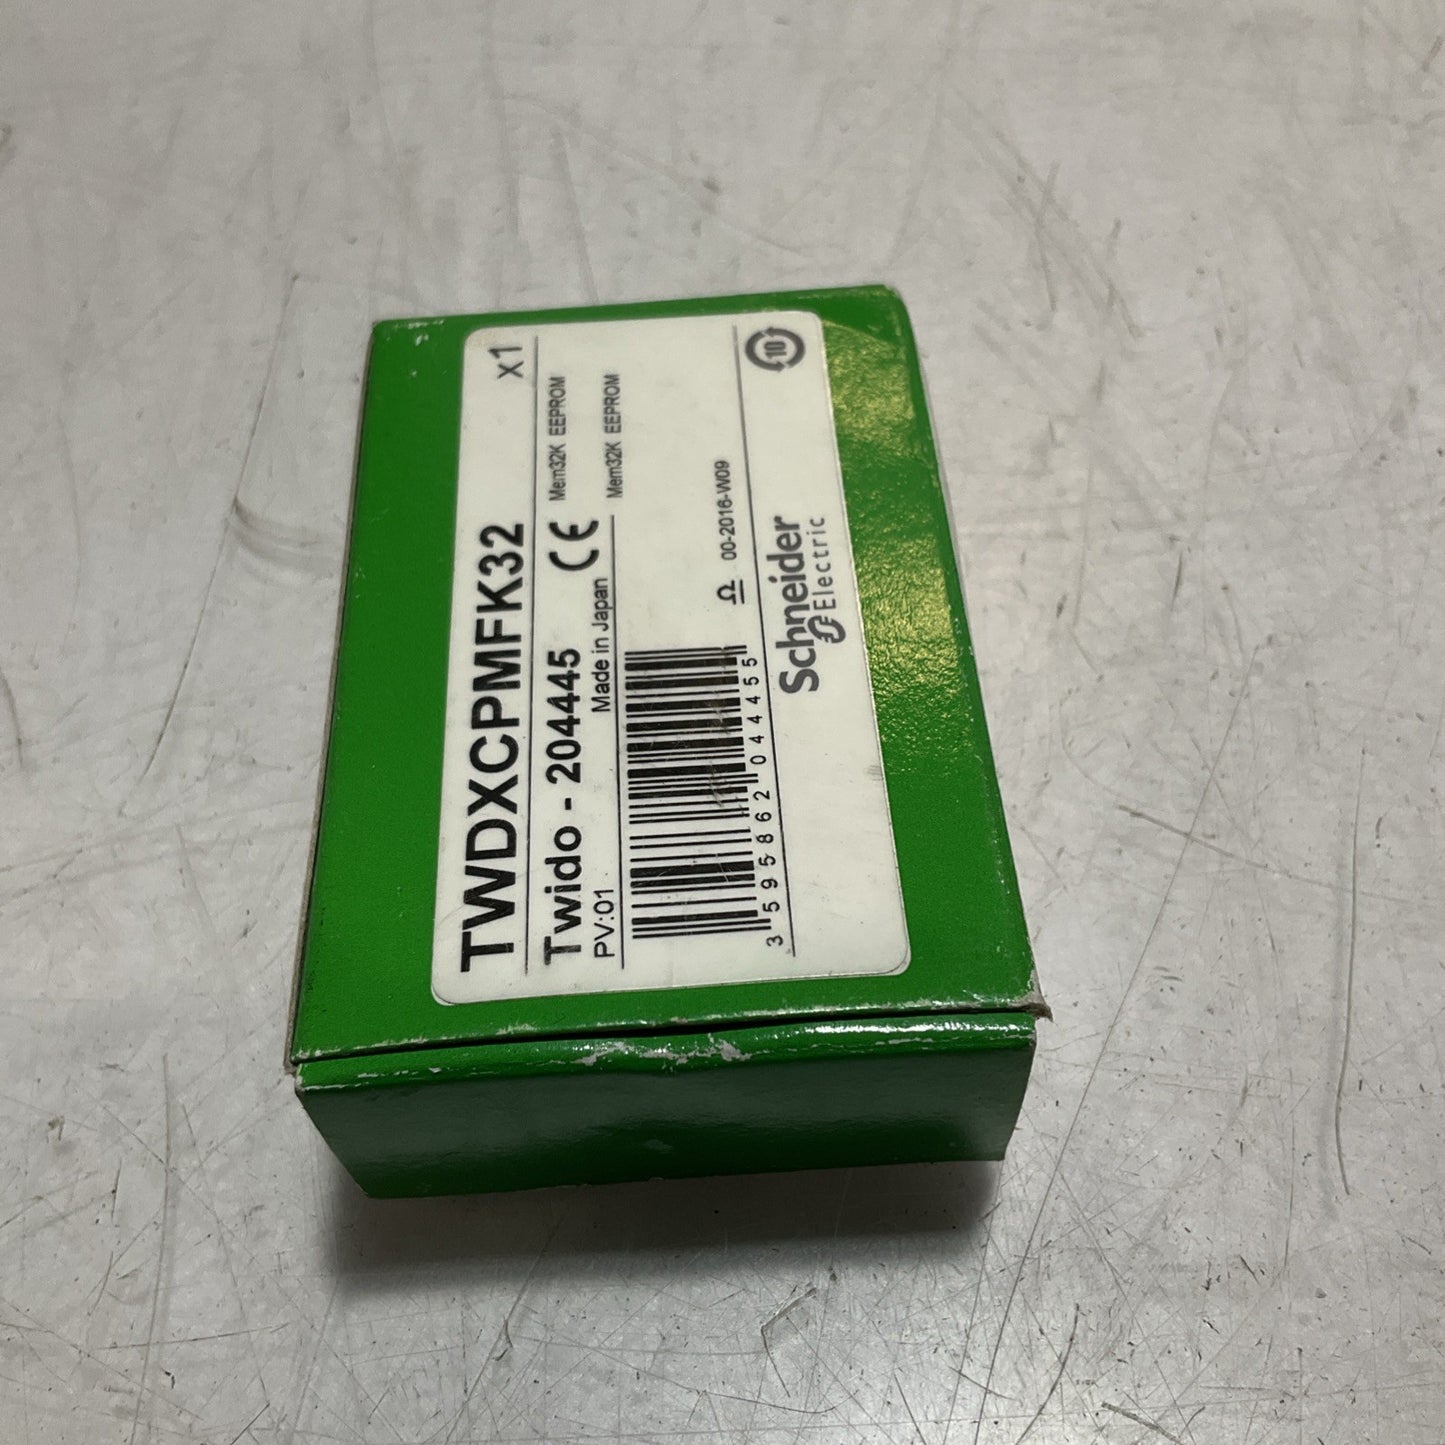 TWDXCPMFK32 x1
Twido - 204445 CE Mem32K EEPROM
PV:01 Made in Japan Mem32K EEPROM
3 595862 044455
Ω 00-2016-W09
Schneider
Electric
10